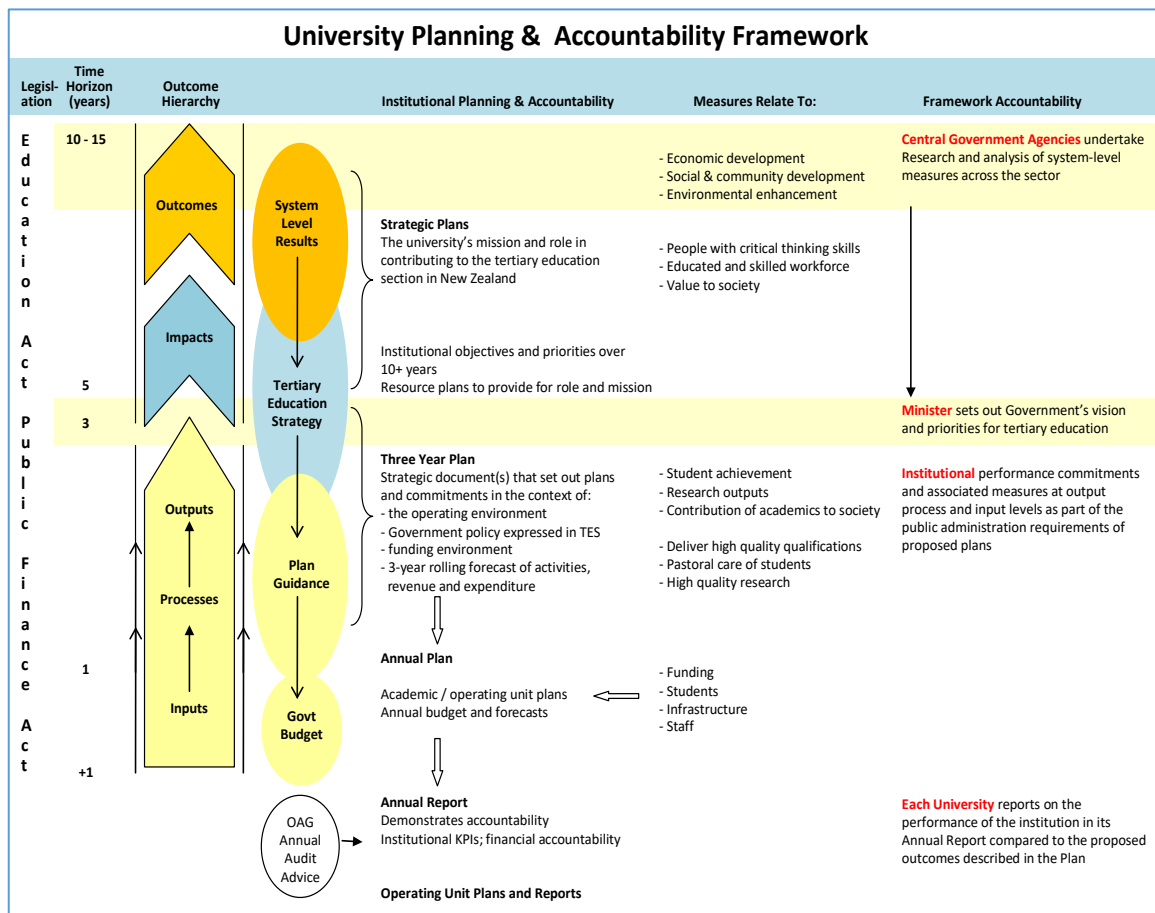 University Planning &  Accountability Framework
Legisl-
ation
Time
Horizon
(years)
Outcome
Hierarchy
Institutional Planning & Accountability
Measures Relate To:
Framework Accountability
E
d
u
c
a
t
i
o
n
A
c
t
P
u
b
l
i
c
F
i
n
a
n
c
e
A
c
t
10 - 15
5
3
1
+1
Outcomes
Impacts
Outputs
Processes
Inputs
System
Level
Results
Tertiary
Education
Strategy
Plan
Guidance
Govt
Budget
OAG
Annual
Audit
Advice
Strategic Plans
The university's mission and role in
contributing to the tertiary education
section in New Zealand
Institutional objectives and priorities over
10+ years
Resource plans to provide for role and mission
Three Year Plan
Strategic document(s) that set out plans
and commitments in the context of:
- the operating environment
- Government policy expressed in TES
- funding environment
- 3-year rolling forecast of activities,
revenue and expenditure
Annual Plan
Academic / operating unit plans
Annual budget and forecasts
Annual Report
Demonstrates accountability
Institutional KPIs; financial accountability
Operating Unit Plans and Reports
- Economic development
- Social & community development
- Environmental enhancement
- People with critical thinking skills
- Educated and skilled workforce
- Value to society
- Student achievement
- Research outputs
- Contribution of academics to society
- Deliver high quality qualifications
- Pastoral care of students
- High quality research
- Funding
- Students
- Infrastructure
- Staff
Central Government Agencies undertake
Research and analysis of system-level
measures across the sector
Minister sets out Government's vision
and priorities for tertiary education
Institutional performance commitments
and associated measures at output
process and input levels as part of the
public administration requirements of
proposed plans
Each University reports on the
performance of the institution in its
Annual Report compared to the proposed
outcomes described in the Plan